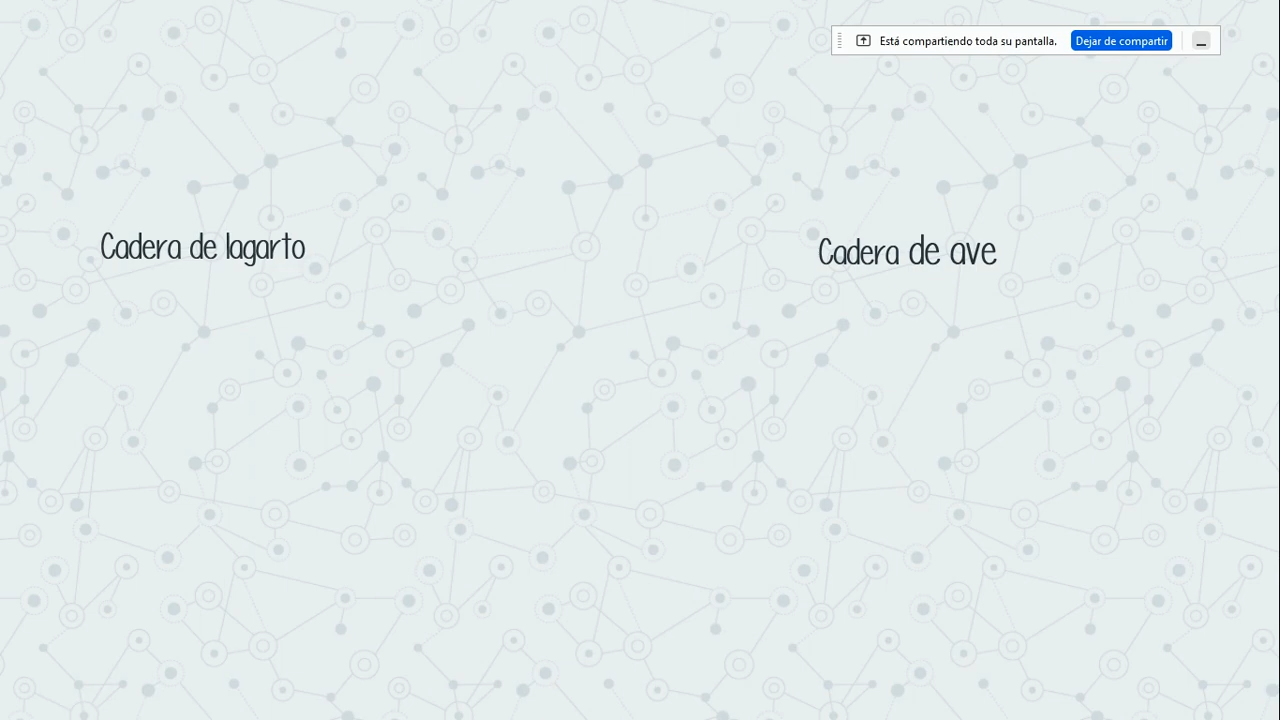 Está compartiendo toda su pantalla.
Dejar de compartir
Cadera de lagarto
Cadera de ave